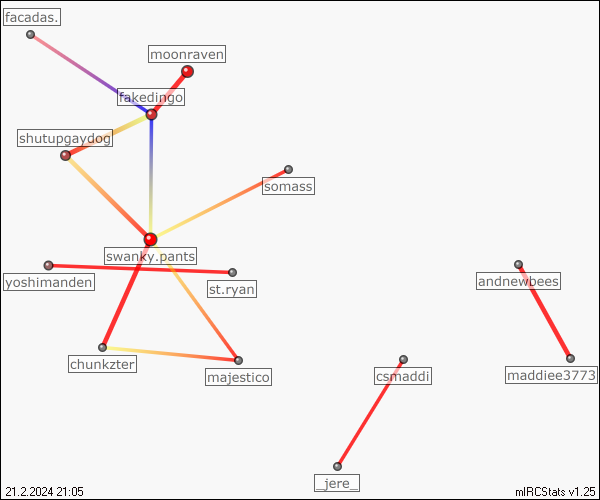 facadas.
moonraven
fakedingo
shutupgaydog
somass
swanky.pants
yoshimanden
st.ryan
andnewbees
chunkzter
majestico
csmaddi
maddiee3773
_jere_
21.2.2024 21:05
mIRCStats v1.25